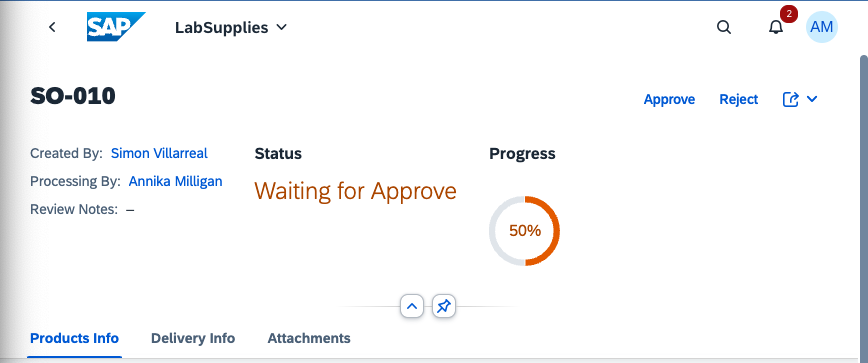 SAP LabSupplies 2 AM
SO-010 Approve Reject
Created By: Simon Villarreal
Processing By: Annika Milligan
Review Notes: –
Status
Waiting for Approve
Progress
50%
Products Info Delivery Info Attachments